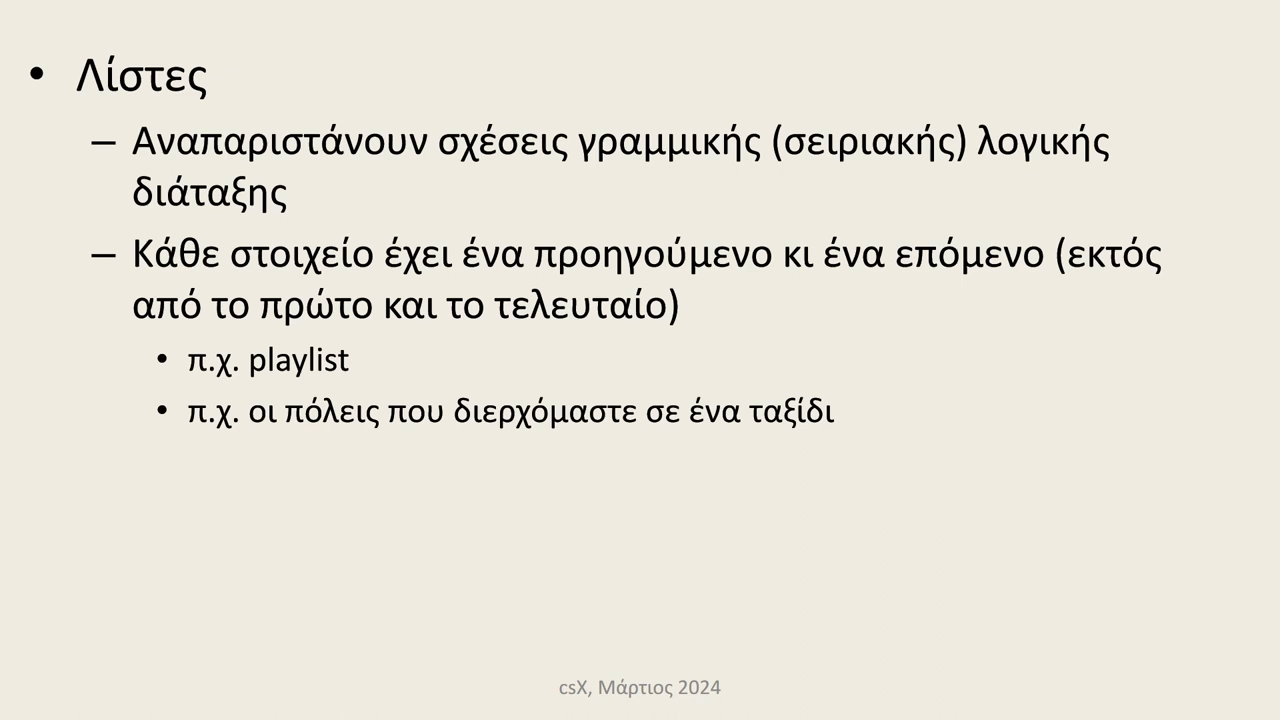 • Λίστες
– Αναπαριστάνουν σχέσεις γραμμικής (σειριακής) λογικής
διάταξης
– Κάθε στοιχείο έχει ένα προηγούμενο κι ένα επόμενο (εκτός
από το πρώτο και το τελευταίο)
• π.χ. playlist
• π.χ. οι πόλεις που διερχόμαστε σε ένα ταξίδι
csX, Μάρτιος 2024